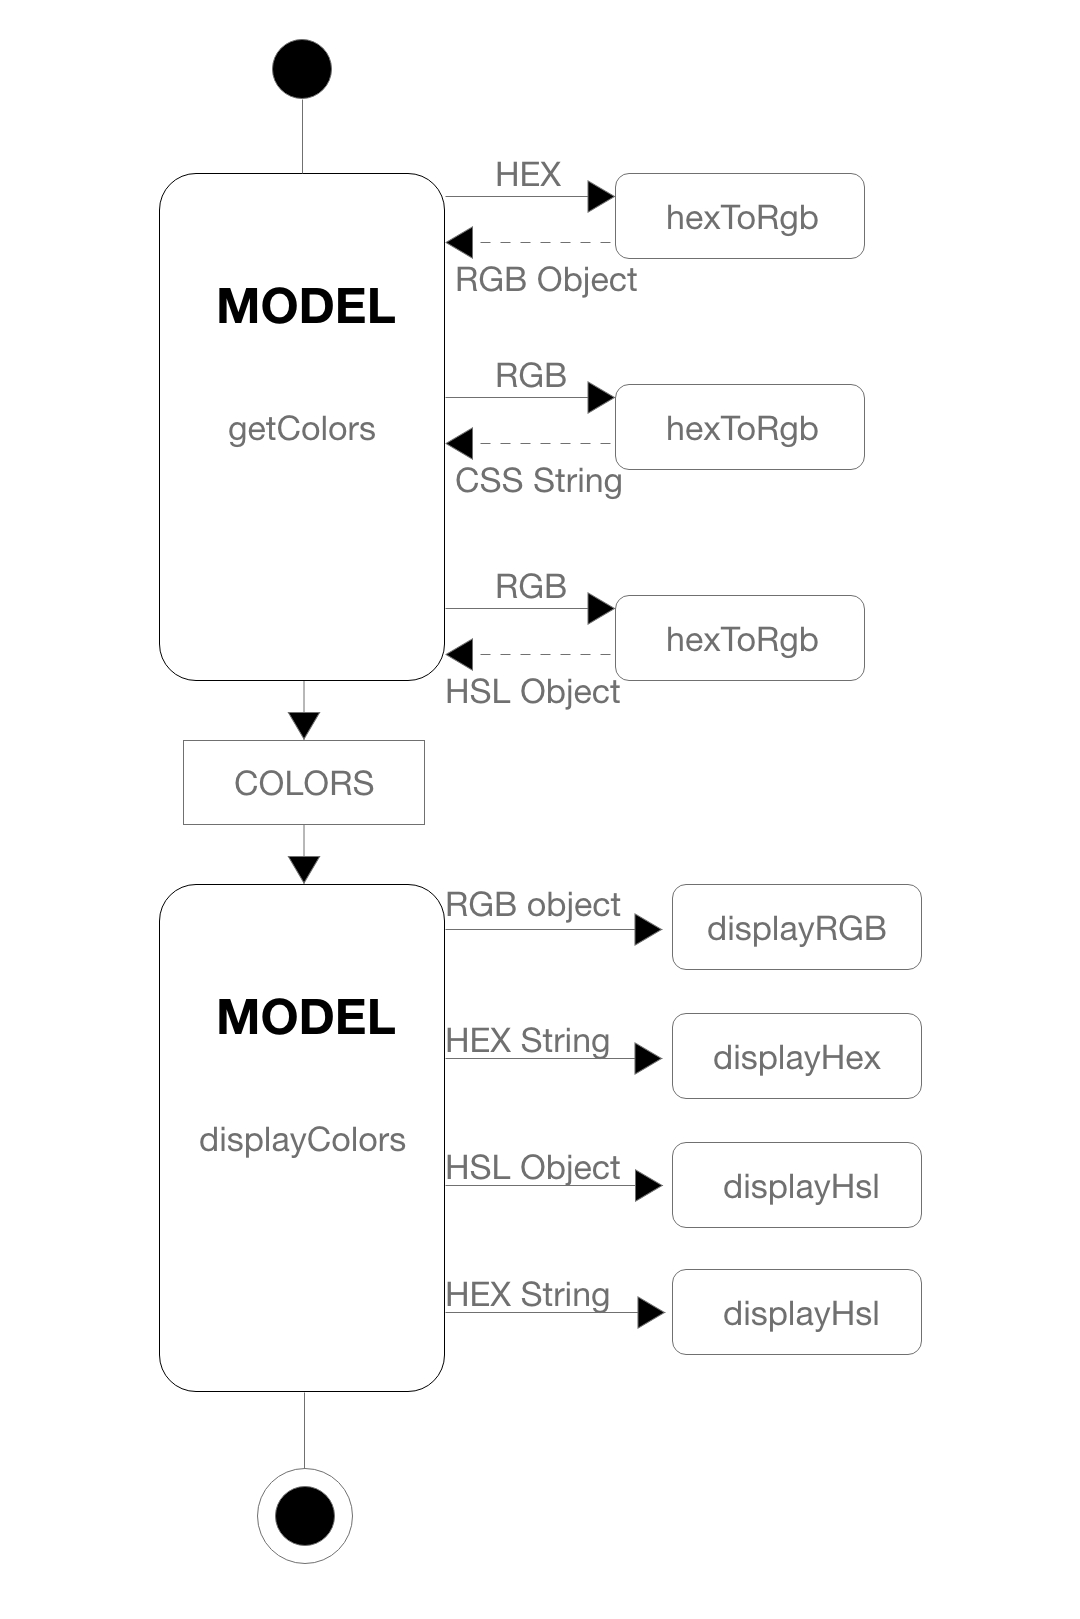 HEX
hexToRgb
RGB Object
MODEL
getColors
RGB
hexToRgb
CSS String
RGB
hexToRgb
HSL Object
COLORS
RGB object
displayRGB
MODEL
displayColors
HEX String
displayHex
HSL Object
displayHsl
HEX String
displayHsl